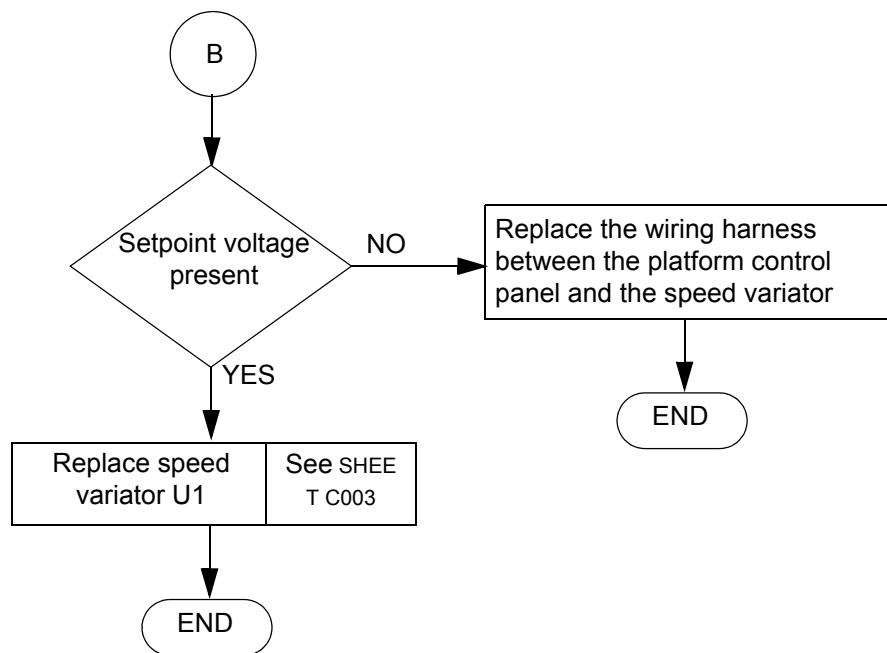 B
Setpoint voltage
present
NO
Replace the wiring harness
between the platform control
panel and the speed variator
YES
END
Replace speed
variator U1
See SHEE
T C003
END